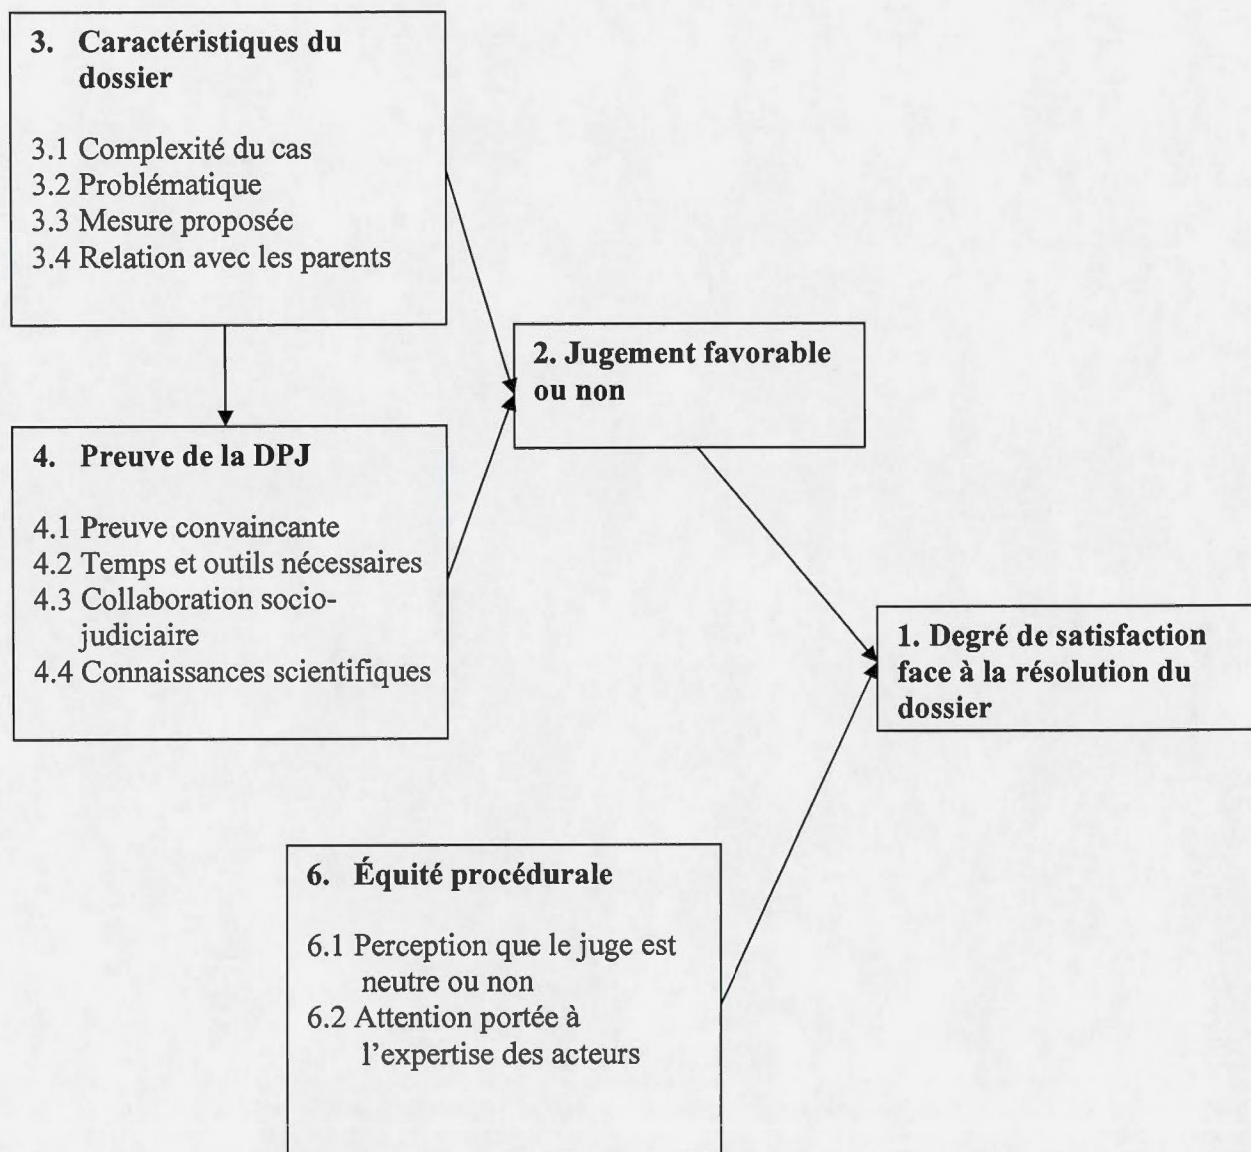 3. Caractéristiques du
dossier
3.1 Complexité du cas
3.2 Problématique
3.3 Mesure proposée
3.4 Relation avec les parents
2. Jugement favorable
ou non
4. Preuve de la DPJ
4.1 Preuve convaincante
4.2 Temps et outils nécessaires
4.3 Collaboration socio-
judiciaire
4.4 Connaissances scientifiques
1. Degré de satisfaction
face à la résolution du
dossier
6. Équité procédurale
6.1 Perception que le juge est
neutre ou non
6.2 Attention portée à
l'expertise des acteurs